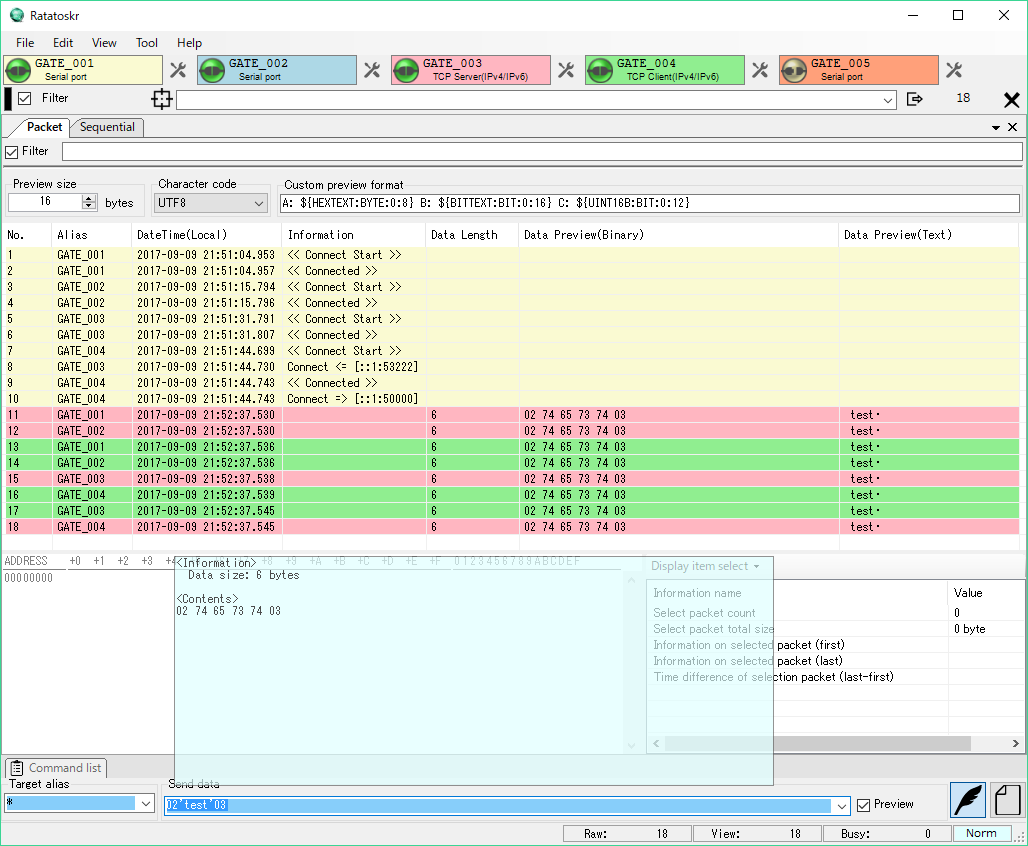 Ratatoskr
File Edit View Tool Help
GATE_001 GATE_002 GATE_003 GATE_004 GATE_005
Serial port Serial port TCP Server(IPv4/IPv6) TCP Client(IPv4/IPv6) Serial port
Filter 18
Packet Sequential
Filter
Preview size Character code Custom preview format
16 bytes UTF8 A: ${HEXTEXT:BYTE:0:8} B: ${BITTEXT:BIT:0:16} C: ${UINT16B:BIT:0:12}
No. Alias DateTime(Local) Information Data Length Data Preview(Binary) Data Preview(Text)
1 GATE_001 2017-09-09 21:51:04.953 << Connect Start >>
2 GATE_001 2017-09-09 21:51:04.957 << Connected >>
3 GATE_002 2017-09-09 21:51:15.794 << Connect Start >>
4 GATE_002 2017-09-09 21:51:15.796 << Connected >>
5 GATE_003 2017-09-09 21:51:31.791 << Connect Start >>
6 GATE_003 2017-09-09 21:51:31.807 << Connected >>
7 GATE_004 2017-09-09 21:51:44.699 << Connect Start >>
8 GATE_003 2017-09-09 21:51:44.730 Connect <= [::1:53222]
9 GATE_004 2017-09-09 21:51:44.743 << Connected >>
10 GATE_004 2017-09-09 21:51:44.743 Connect => [::1:50000]
11 GATE_001 2017-09-09 21:52:37.530 6 02 74 65 73 74 03 test・
12 GATE_002 2017-09-09 21:52:37.530 6 02 74 65 73 74 03 test・
13 GATE_001 2017-09-09 21:52:37.536 6 02 74 65 73 74 03 test・
14 GATE_002 2017-09-09 21:52:37.536 6 02 74 65 73 74 03 test・
15 GATE_003 2017-09-09 21:52:37.538 6 02 74 65 73 74 03 test・
16 GATE_004 2017-09-09 21:52:37.539 6 02 74 65 73 74 03 test・
17 GATE_003 2017-09-09 21:52:37.545 6 02 74 65 73 74 03 test・
18 GATE_004 2017-09-09 21:52:37.545 6 02 74 65 73 74 03 test・
ADDRESS +0 +1 +2 +3 +8 +9 +A +B +C +D +E +F 0123456789ABCDEF
00000000
<Information>
Data size: 6 bytes
<Contents>
02 74 65 73 74 03
Display item select
Information name Value
Select packet count 0
Select packet total size 0 byte
Information on selected packet (first)
Information on selected packet (last)
Time difference of selection packet (last-first)
Command list
Target alias Send data
* 02'test'03 Preview
Raw: 18 View: 18 Busy: 0 Norm